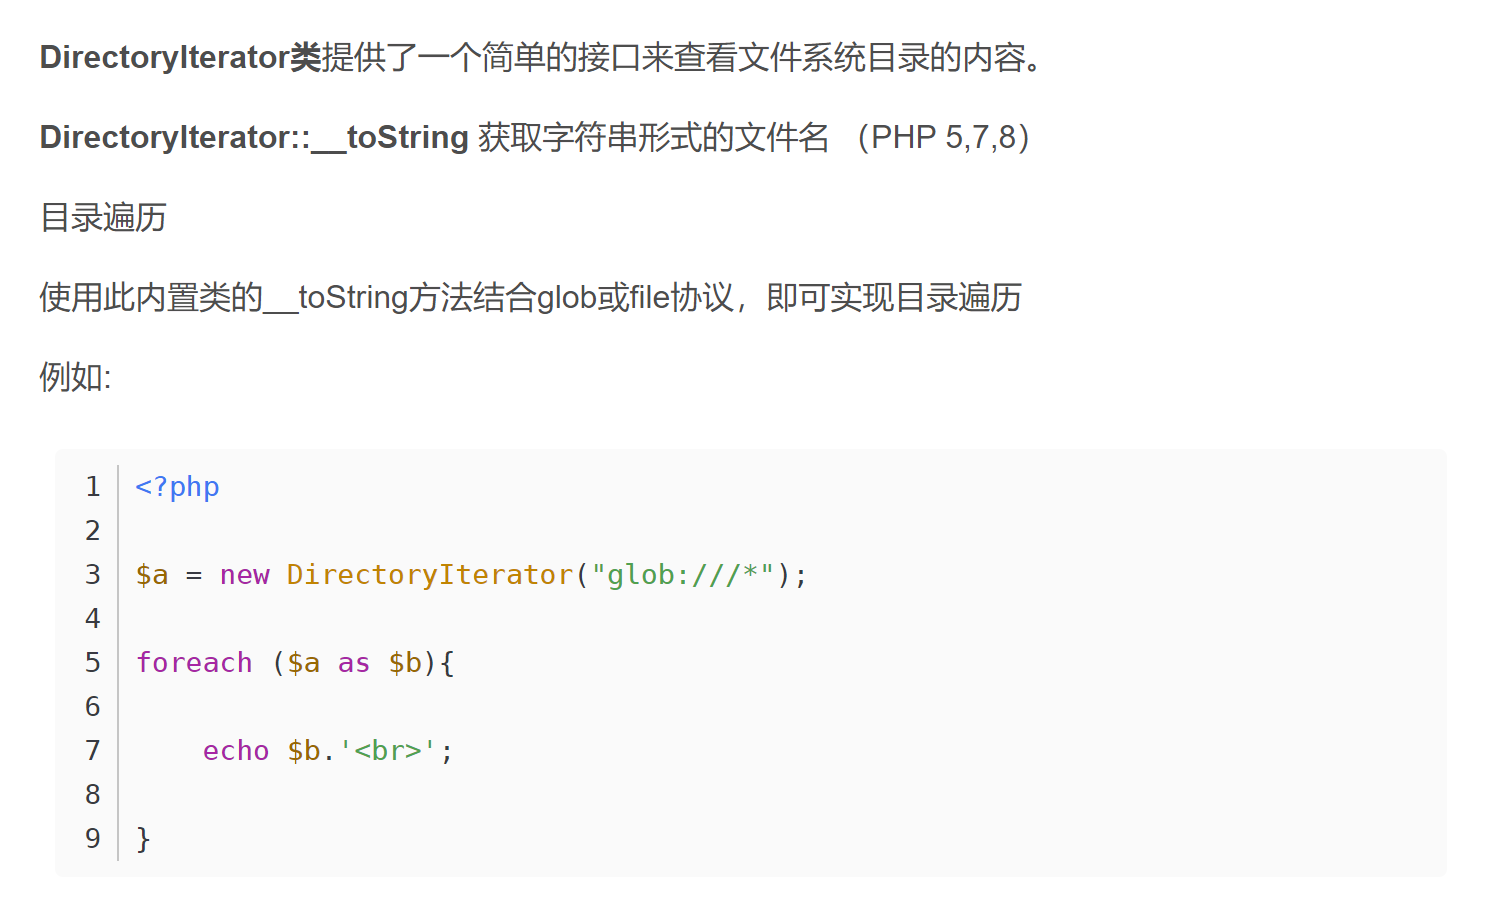 DirectoryIterator类提供了一个简单的接口来查看文件系统目录的内容。
DirectoryIterator::__toString 获取字符串形式的文件名 （PHP 5,7,8）
目录遍历
使用此内置类的__toString方法结合glob或file协议，即可实现目录遍历
例如:
1 <?php
2
3 $a = new DirectoryIterator("glob:///*");
4
5 foreach ($a as $b){
6
7     echo $b.'<br>';
8
9 }